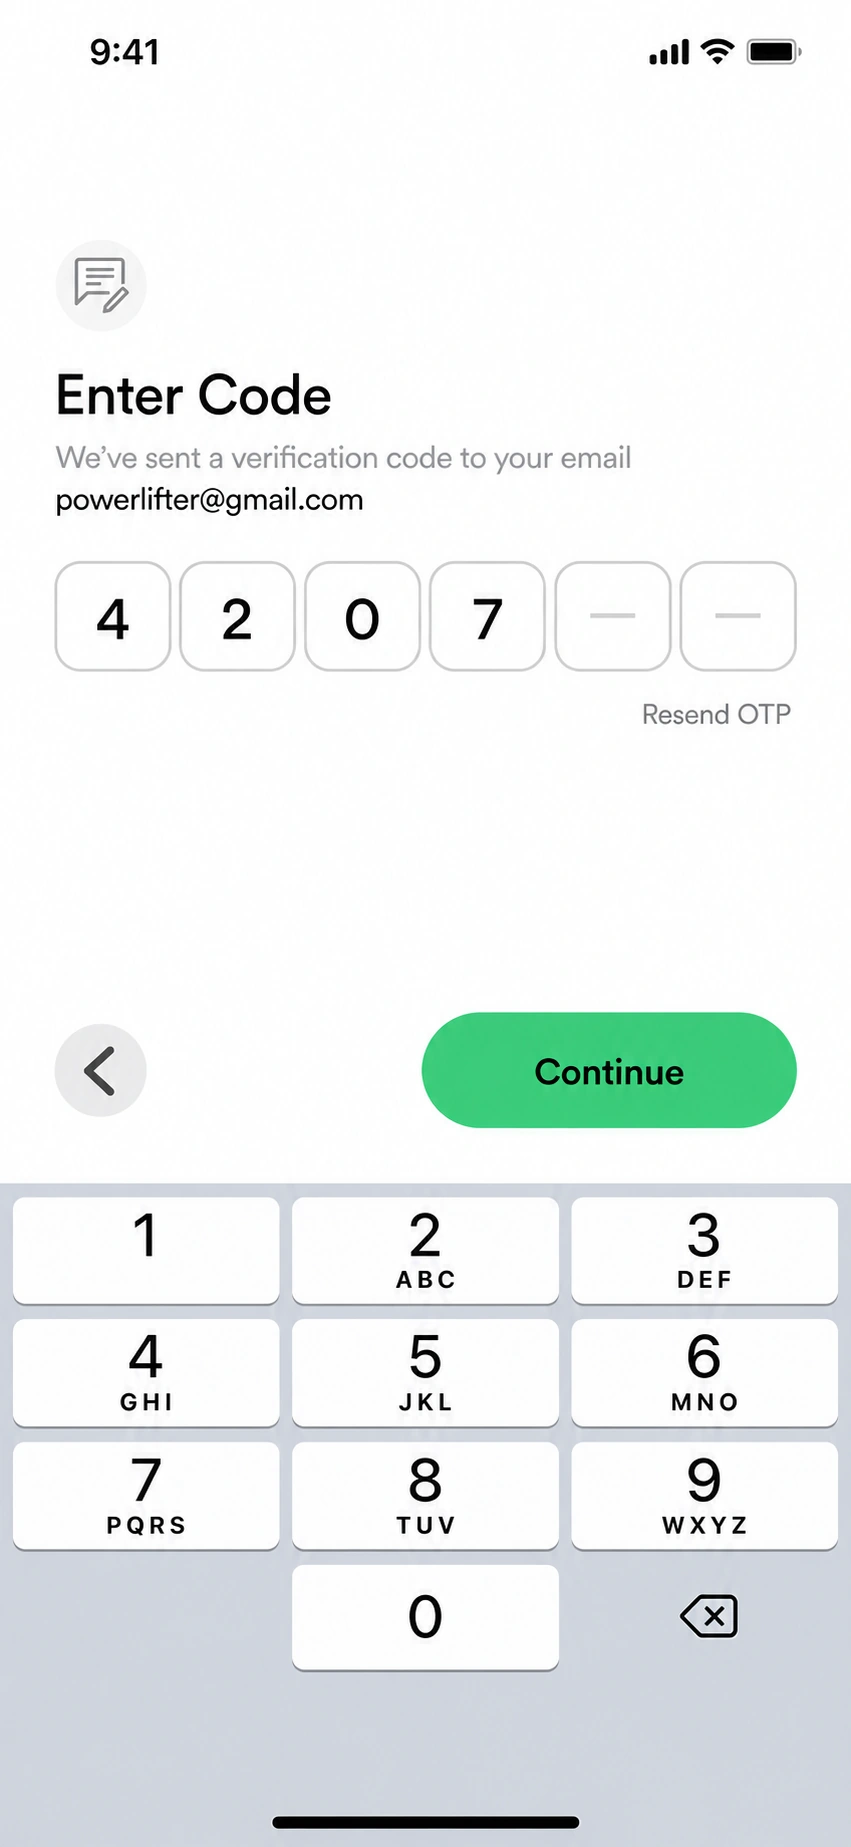 9:41
Enter Code
We’ve sent a verification code to your email
powerlifter@gmail.com
4 2 0 7
Resend OTP
Continue
1 2 3
ABC DEF
4 5 6
GHI JKL MNO
7 8 9
PQRS TUV WXYZ
0